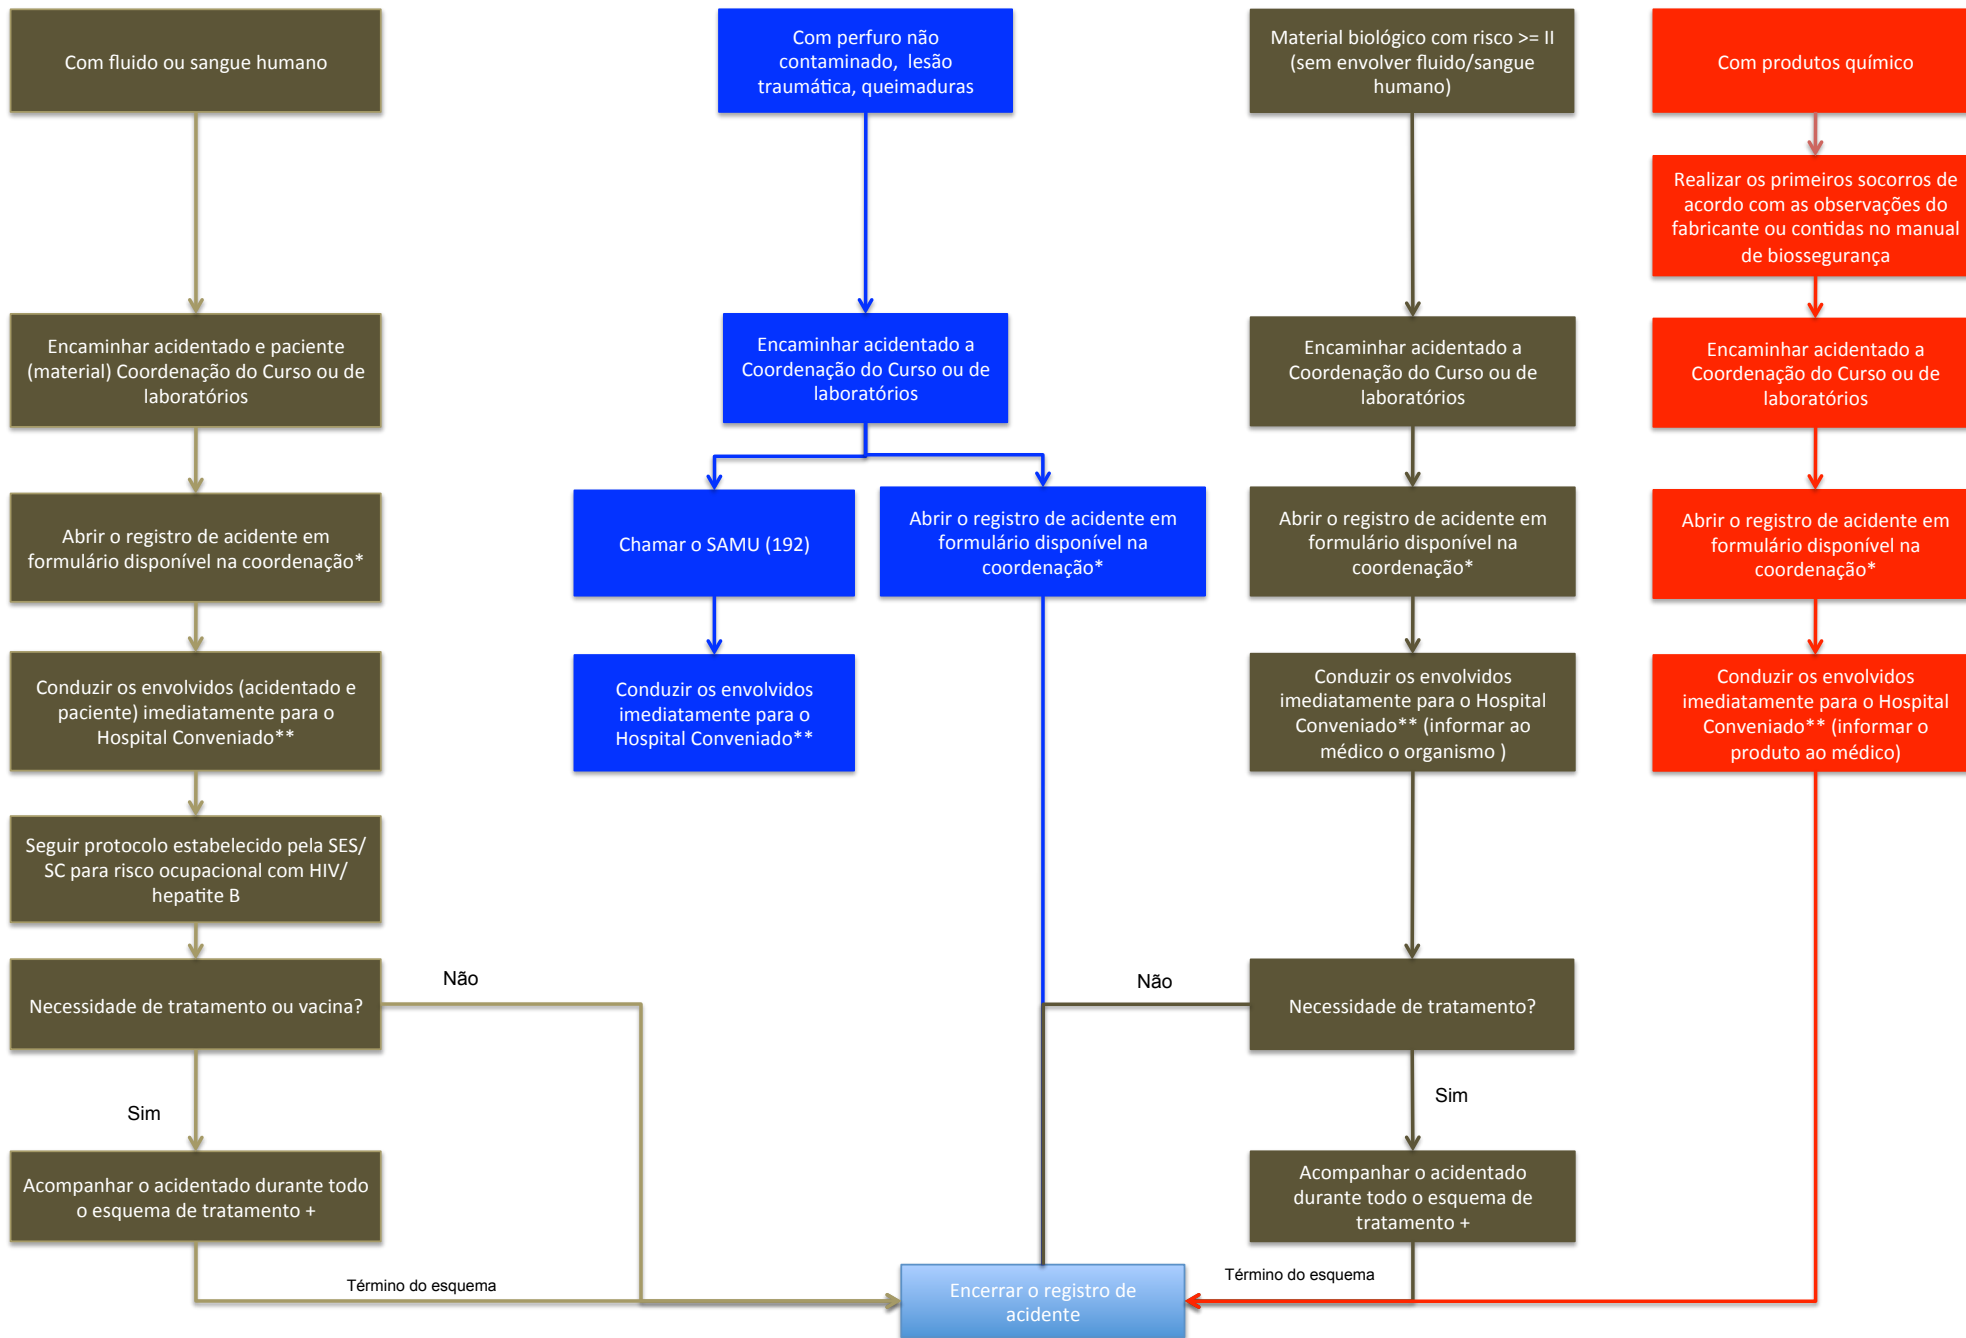 Com fluido ou sangue humano
Com perfuro não
contaminado, lesão
traumática, queimaduras
Material biológico com risco >= II
(sem envolver fluido/sangue
humano)
Com produtos químico
Realizar os primeiros socorros de
acordo com as observações do
fabricante ou contidas no manual
de biossegurança
Encaminhar acidentado e paciente
(material) Coordenação do Curso ou de
laboratórios
Encaminhar acidentado a
Coordenação do Curso ou de
laboratórios
Encaminhar acidentado a
Coordenação do Curso ou de
laboratórios
Encaminhar acidentado a
Coordenação do Curso ou de
laboratórios
Abrir o registro de acidente em
formulário disponível na coordenação*
Chamar o SAMU (192)
Abrir o registro de acidente em
formulário disponível na
coordenação*
Abrir o registro de acidente em
formulário disponível na
coordenação*
Abrir o registro de acidente em
formulário disponível na
coordenação*
Conduzir os envolvidos (acidentado e
paciente) imediatamente para o
Hospital Conveniado**
Conduzir os envolvidos
imediatamente para o
Hospital Conveniado**
Conduzir os envolvidos
imediatamente para o Hospital
Conveniado** (informar ao
médico o organismo )
Conduzir os envolvidos
imediatamente para o Hospital
Conveniado** (informar o
produto ao médico)
Seguir protocolo estabelecido pela SES/
SC para risco ocupacional com HIV/
hepatite B
Necessidade de tratamento ou vacina?
Não
Não
Necessidade de tratamento?
Sim
Sim
Acompanhar o acidentado durante todo
o esquema de tratamento +
Acompanhar o acidentado
durante todo o esquema de
tratamento +
Término do esquema
Encerrar o registro de
acidente
Término do esquema